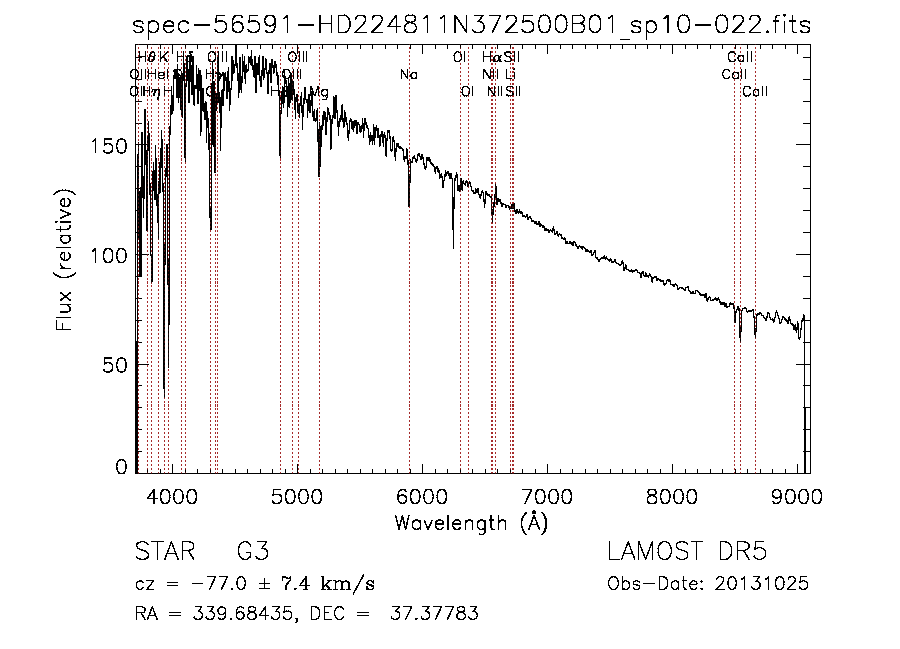 spec-56591-HD224811N372500B01_sp10-022.fits
Hθ K Hδ OIII OIII OI Hα SII CaII
OII HeI Hγ OIII Na NII Li CaII
OII Hη H G Mg OI NII SII CaII
150
100
50
0
Flux (relative)
4000 5000 6000 7000 8000 9000
Wavelength (Å)
STAR G3 LAMOST DR5
cz = -77.0 ± 7.4 km/s Obs-Date: 20131025
RA = 339.68435, DEC = 37.37783